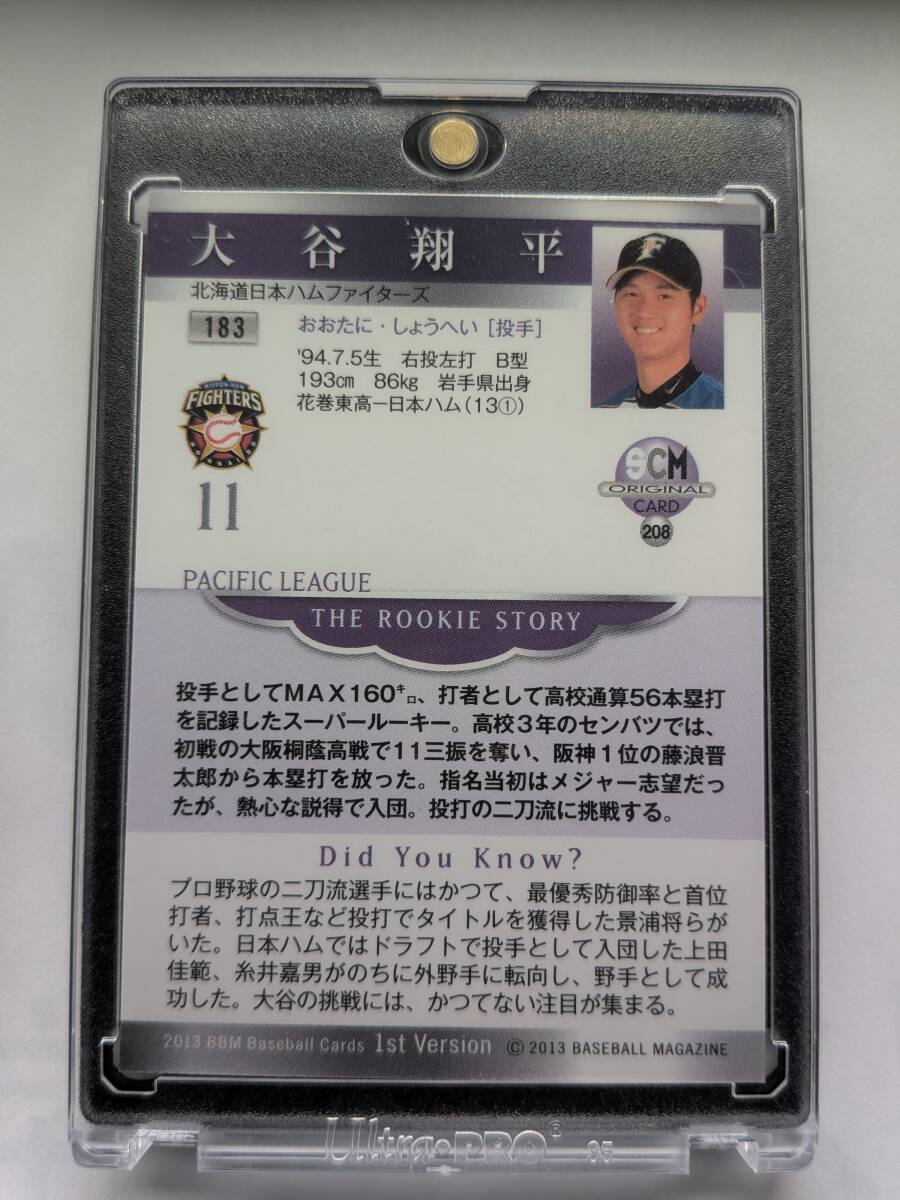 大谷翔平
北海道日本ハムファイターズ
183
おおたに・しょうへい [投手]
'94.7.5生 右投左打 B型
193㎝ 86㎏ 岩手県出身
花巻東高ー日本ハム(13①)
NIPPON-HAM
FIGHTERS
HOKKAIDO
11
F
9CM
ORIGINAL
CARD
208
PACIFIC LEAGUE
THE ROOKIE STORY
投手としてMAX160㌔、打者として高校通算56本塁打
を記録したスーパールーキー。高校3年のセンバツでは、
初戦の大阪桐蔭高戦で11三振を奪い、阪神1位の藤浪晋
太郎から本塁打を放った。指名当初はメジャー志望だっ
たが、熱心な説得で入団。投打の二刀流に挑戦する。
Did You Know?
プロ野球の二刀流選手にはかつて、最優秀防御率と首位
打者、打点王など投打でタイトルを獲得した景浦将らが
いた。日本ハムではドラフトで投手として入団した上田
佳範、糸井嘉男がのちに外野手に転向し、野手として成
功した。大谷の挑戦には、かつてない注目が集まる。
2013 BBM Baseball Cards 1st Version © 2013 BASEBALL MAGAZINE
Ultra•PRO® 35